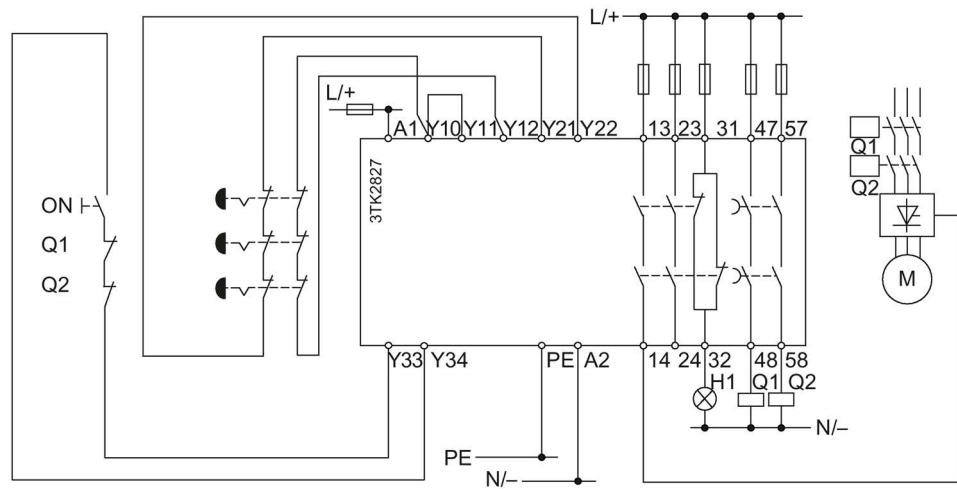 L/+
L/+
A1 Y10 Y11 Y12 Y21 Y22 13 23 31 47 57
Q1
Q2
3TK2827
ON
Q1
Q2
M
Y33 Y34 PE A2 14 24 32 48 58
H1 Q1 Q2
N/–
PE
N/–